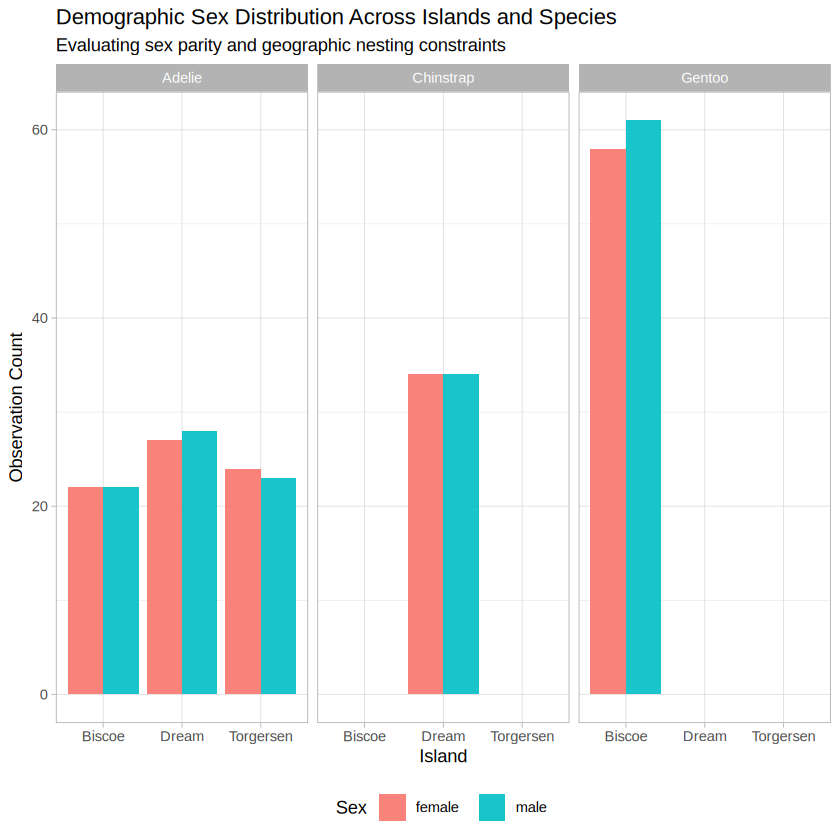 Demographic Sex Distribution Across Islands and Species
Evaluating sex parity and geographic nesting constraints
Adelie Chinstrap Gentoo
Observation Count
60
40
20
0
Biscoe Dream Torgersen Biscoe Dream Torgersen Biscoe Dream Torgersen
Island
Sex female male